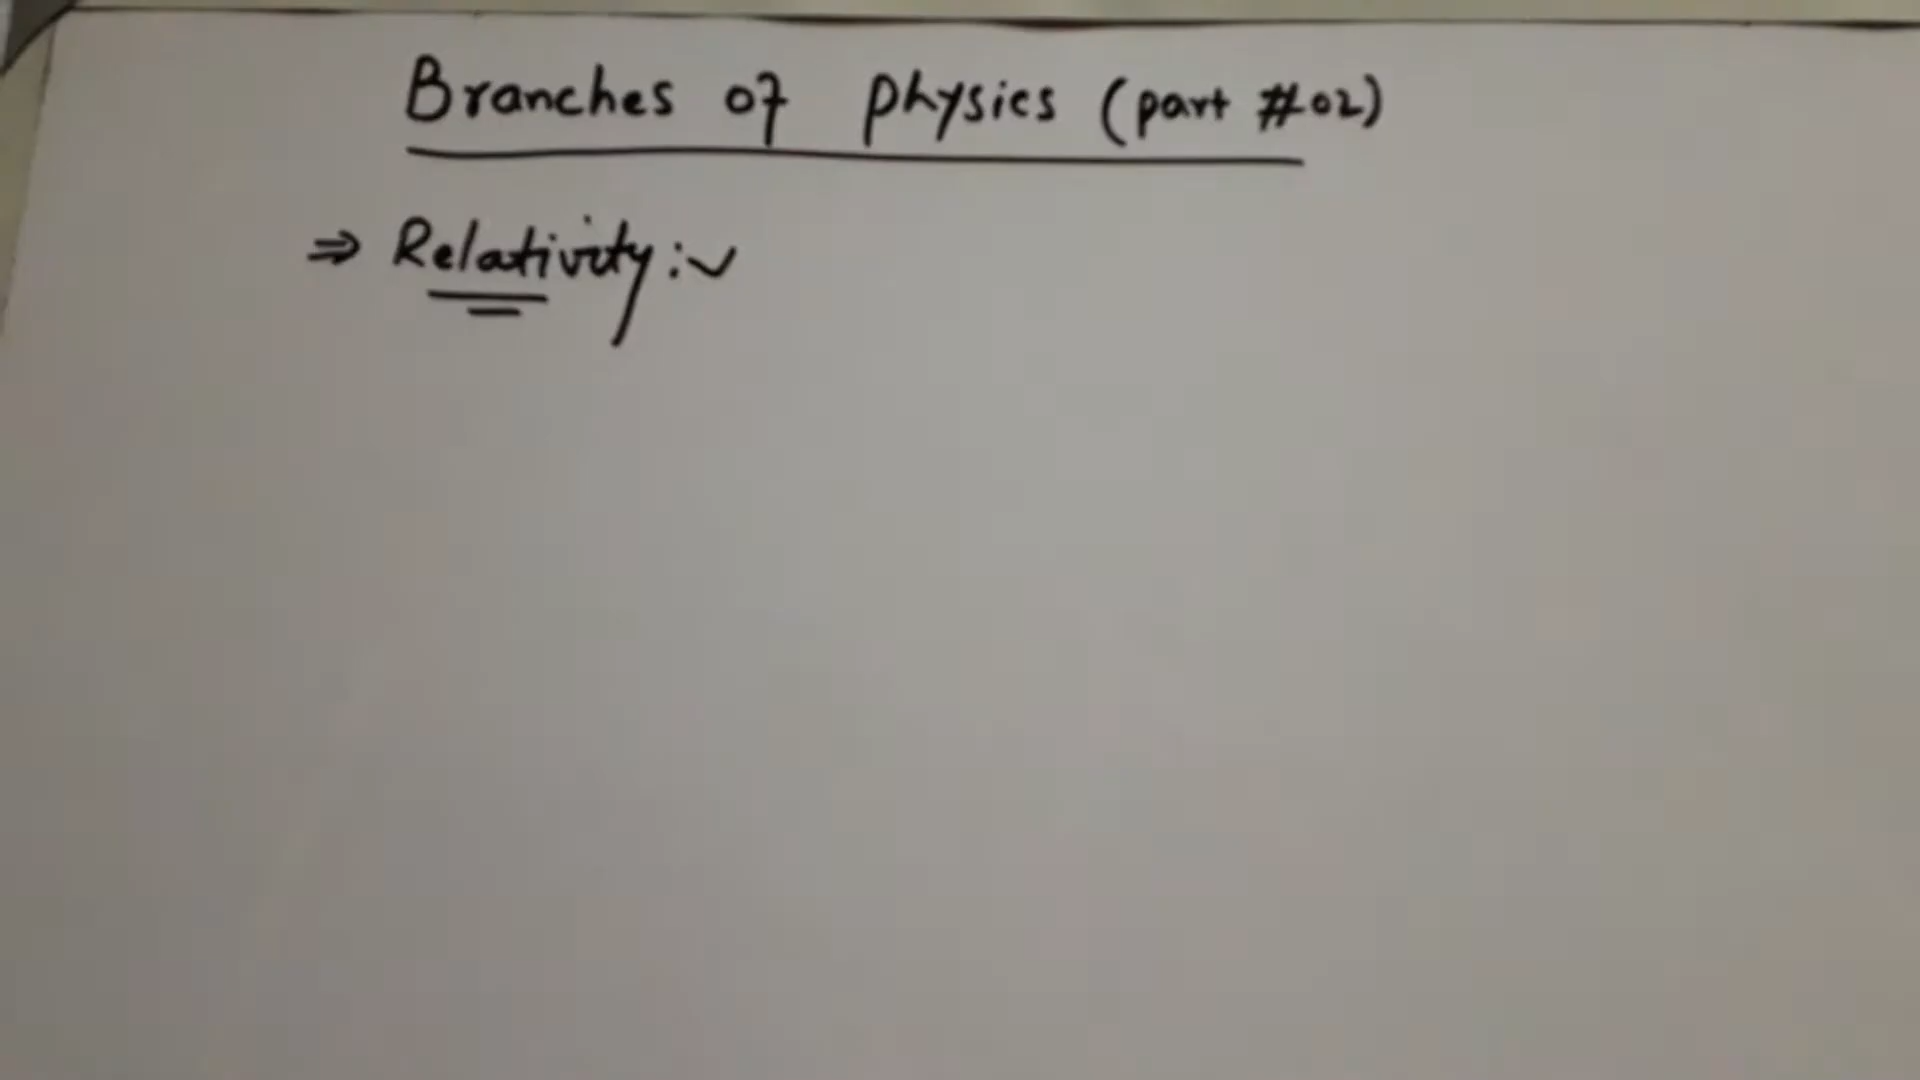 Branches of physics (part #02)
⇒ Relativity:~